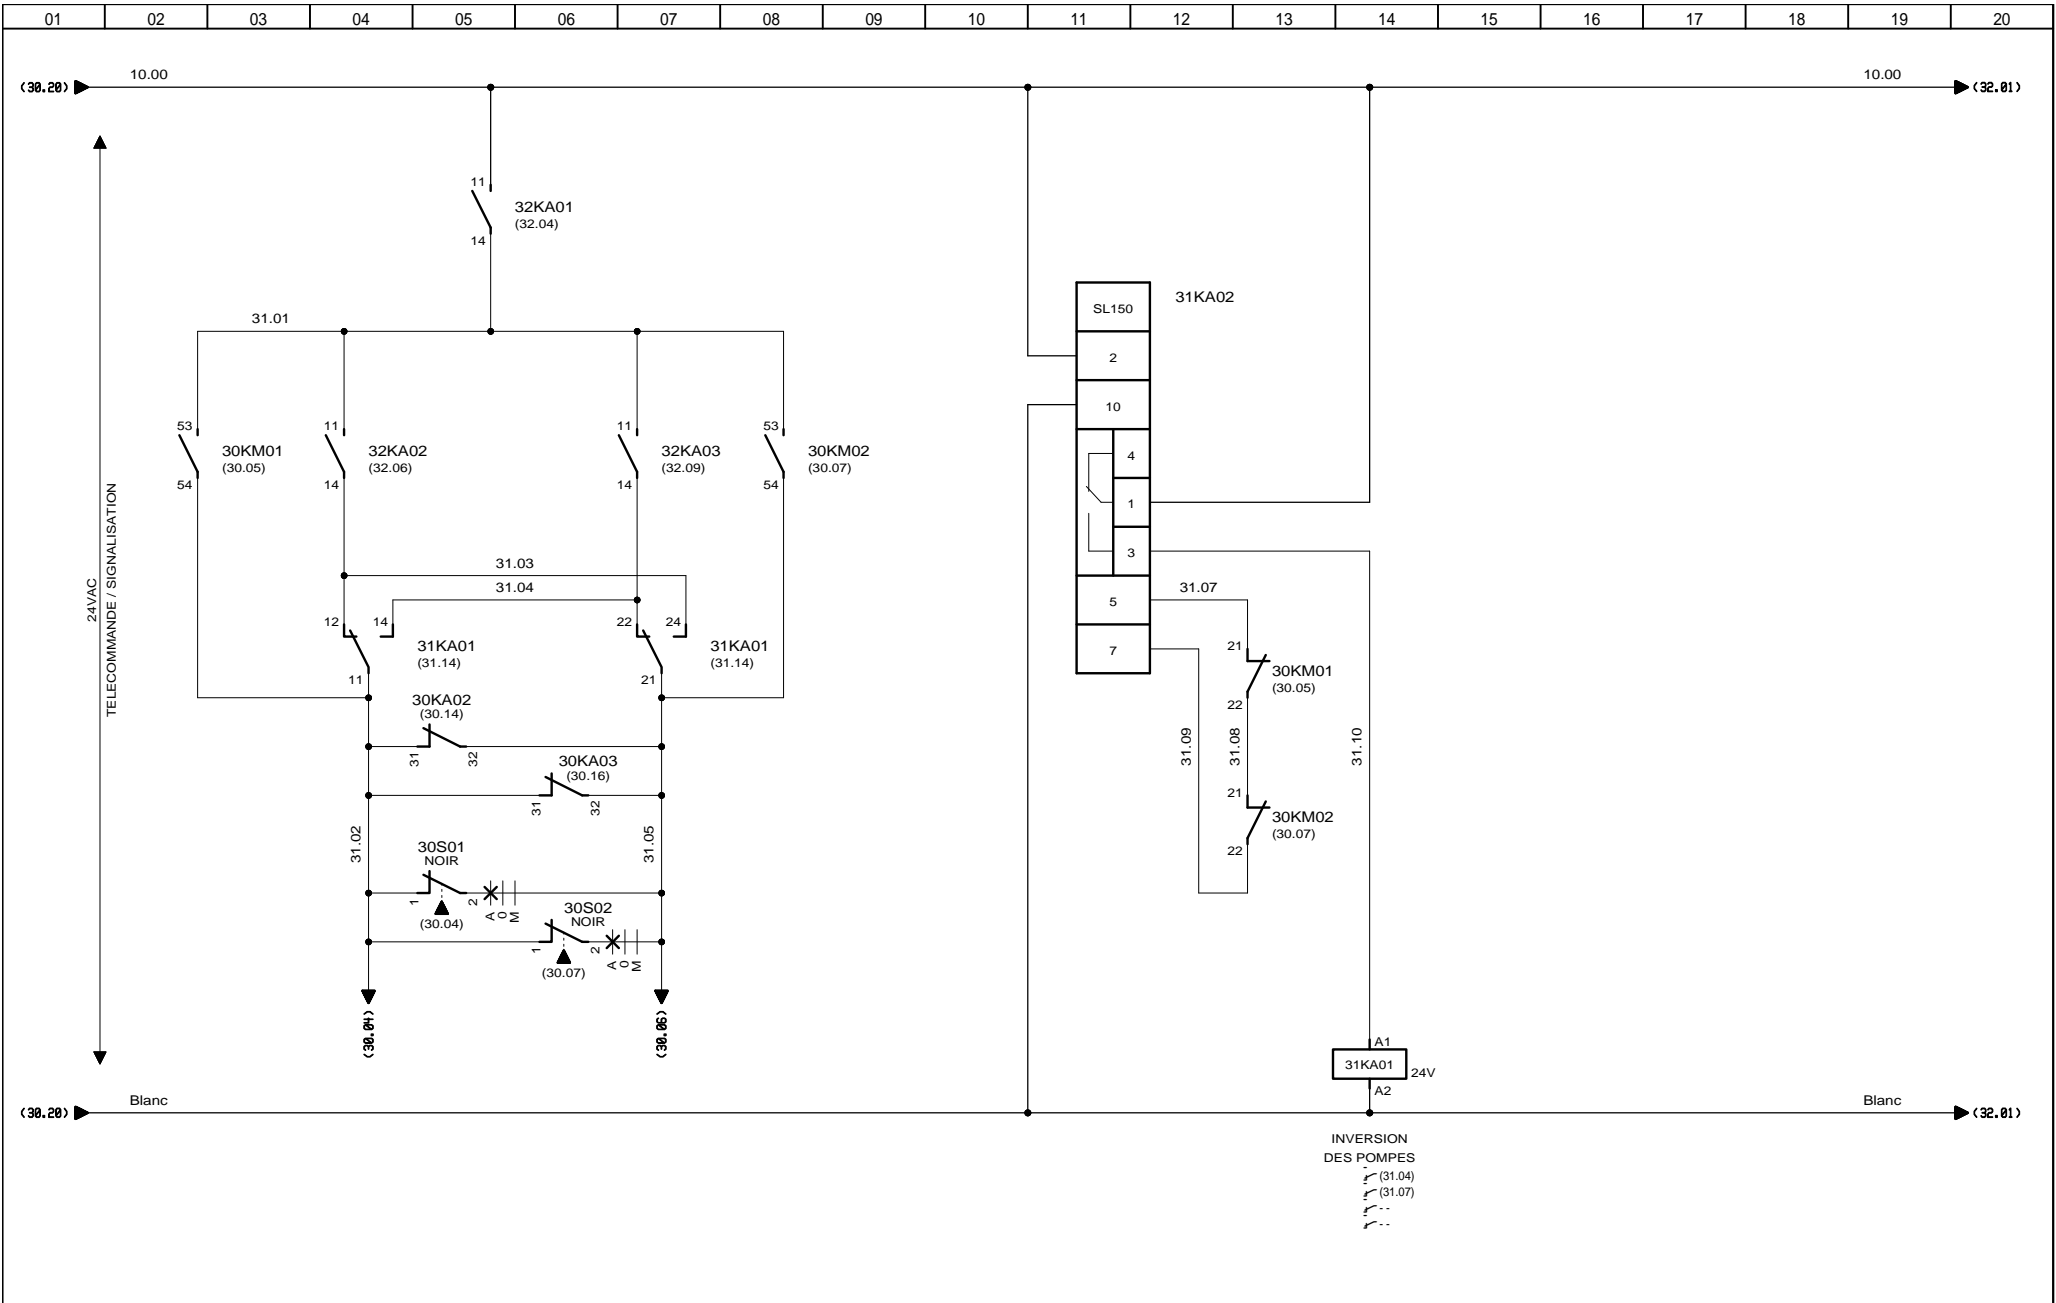 01 02 03 04 05 06 07 08 09 10 11 12 13 14 15 16 17 18 19 20
10.00 10.00
(30.20) (32.01)
11
32KA01
(32.04)
14
31KA02
SL150
31.01
2
10
53 11 11 53
30KM01 32KA02 32KA03 30KM02
(30.05) (32.06) (32.09) (30.07)
54 14 14 54
4
1
3
31.03
31.04
24VAC
TELECOMMANDE / SIGNALISATION
5
31.07
12 14 22 24
31KA01 31KA01
(31.14) (31.14)
11 21
7
21
30KM01
(30.05)
22
30KA02
(30.14)
31 32
30KA03
(30.16)
31 32
31.09 31.08 31.10
21
30KM02
(30.07)
22
31.02 31.05
30S01
NOIR
1 2 A 0 M
(30.04)
30S02
NOIR
1 2 A 0 M
(30.07)
(30.04) (30.06)
A1
31KA01
24V
A2
Blanc Blanc
(30.20) (32.01)
INVERSION
DES POMPES
(31.04)
(31.07)
--
--